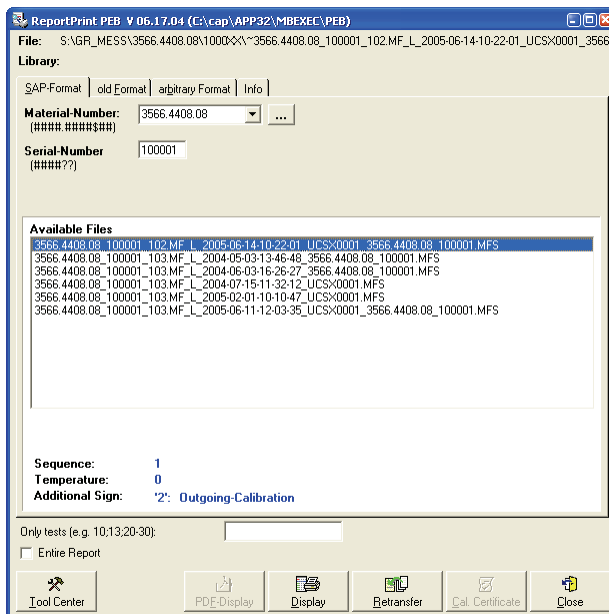 ReportPrint PEB V 06.17.04 (C:\cap\APP32\MBEXEC\PEB)
File: S:\GR_MESS\3566.4408.08\1000XX\~3566.4408.08_100001_102.MF_L_2005-06-14-10-22-01_UCSX0001_3566
Library:
SAP-Format old Format arbitrary Format Info
Material-Number: 3566.4408.08 ...
(####.####$##)
Serial-Number 100001
(####??)
Available Files
3566.4408.08_100001_102.MF_L_2005-06-14-10-22-01_UCSX0001_3566.4408.08_100001.MFS
3566.4408.08_100001_103.MF_L_2004-05-03-13-46-48_3566.4408.08_100001.MFS
3566.4408.08_100001_103.MF_L_2004-06-03-16-26-27_3566.4408.08_100001.MFS
3566.4408.08_100001_103.MF_L_2004-07-15-11-32-12_UCSX0001.MFS
3566.4408.08_100001_103.MF_L_2005-02-01-10-10-47_UCSX0001.MFS
3566.4408.08_100001_103.MF_L_2005-06-11-12-03-35_UCSX0001_3566.4408.08_100001.MFS
Sequence: 1
Temperature: 0
Additional Sign: '2': Outgoing-Calibration
Only tests (e.g. 10;13;20-30):
Entire Report
Tool Center PDF-Display Display Retransfer Cal. Certificate Close